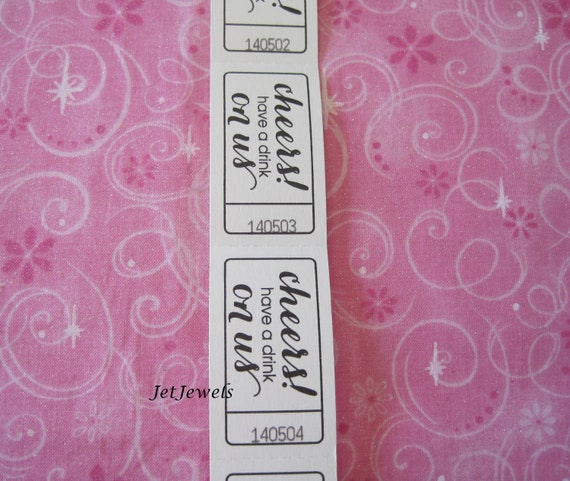 140502
cheers!
have a drink
on us
140503
cheers!
have a drink
on us
140504
JetJewels